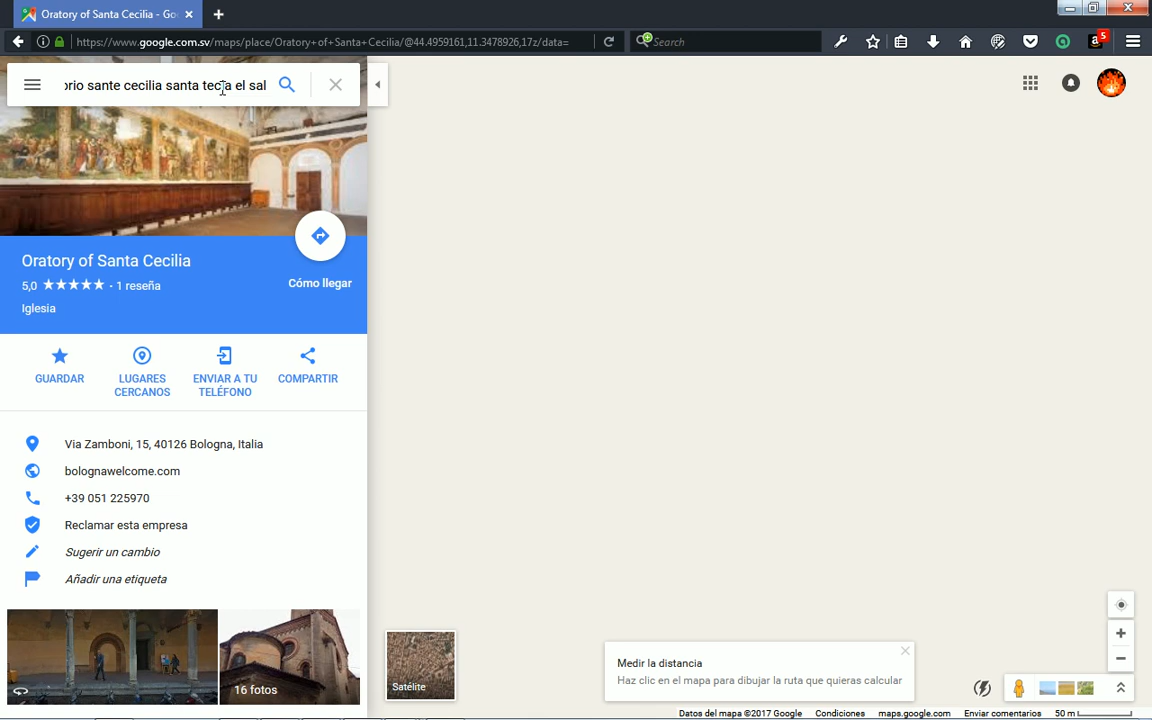 Oratory of Santa Cecilia - Go
https://www.google.com.sv/maps/place/Oratory+of+Santa+Cecilia/@44.4959161,11.3478926,17z/data=
Search
5
orio sante cecilia santa tecla el sal
Oratory of Santa Cecilia
5,0 ★★★★★ · 1 reseña
Cómo llegar
Iglesia
GUARDAR
LUGARES CERCANOS
ENVIAR A TU TELÉFONO
COMPARTIR
Via Zamboni, 15, 40126 Bologna, Italia
bolognawelcome.com
+39 051 225970
Reclamar esta empresa
Sugerir un cambio
Añadir una etiqueta
16 fotos
Satélite
Medir la distancia
Haz clic en el mapa para dibujar la ruta que quieras calcular
Datos del mapa ©2017 Google Condiciones maps.google.com Enviar comentarios 50 m